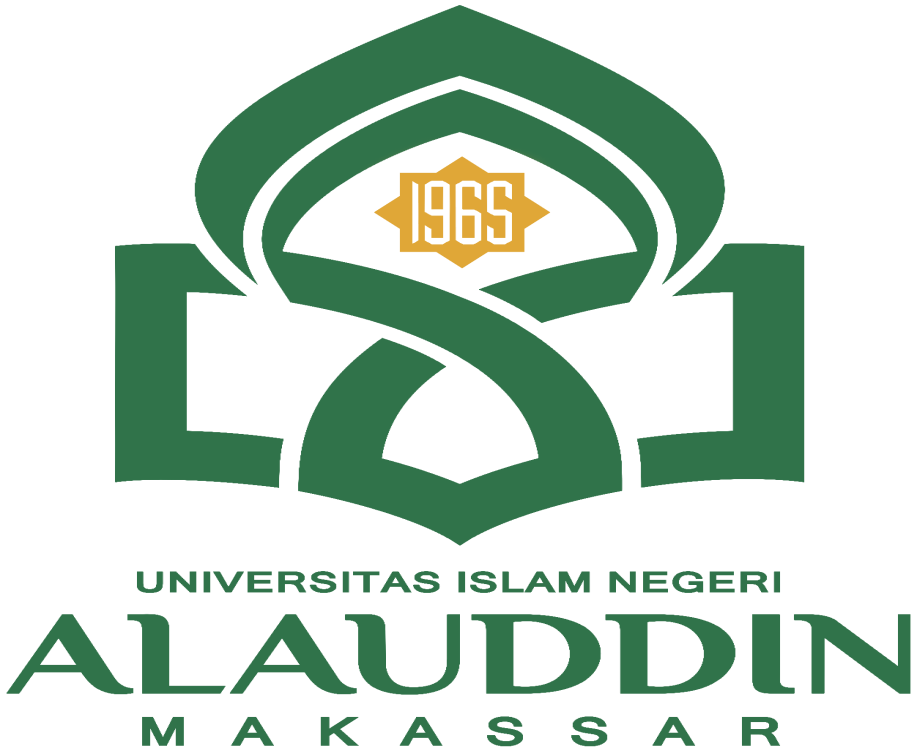 1965
UNIVERSITAS ISLAM NEGERI
ALAUDDIN
MAKASSAR